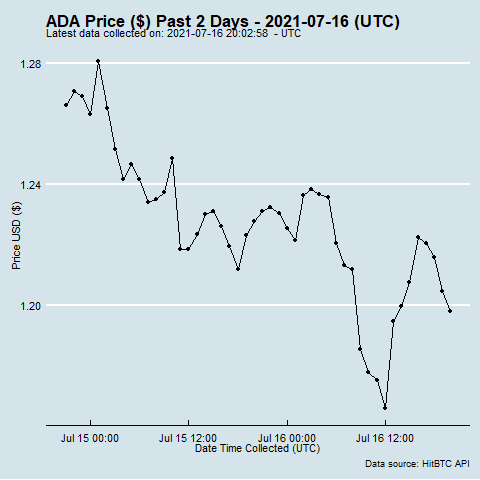 ADA Price ($) Past 2 Days - 2021-07-16 (UTC)
Latest data collected on: 2021-07-16 20:02:58 - UTC
1.28
1.24
1.20
Price USD ($)
Jul 15 00:00 Jul 15 12:00 Jul 16 00:00 Jul 16 12:00
Date Time Collected (UTC)
Data source: HitBTC API